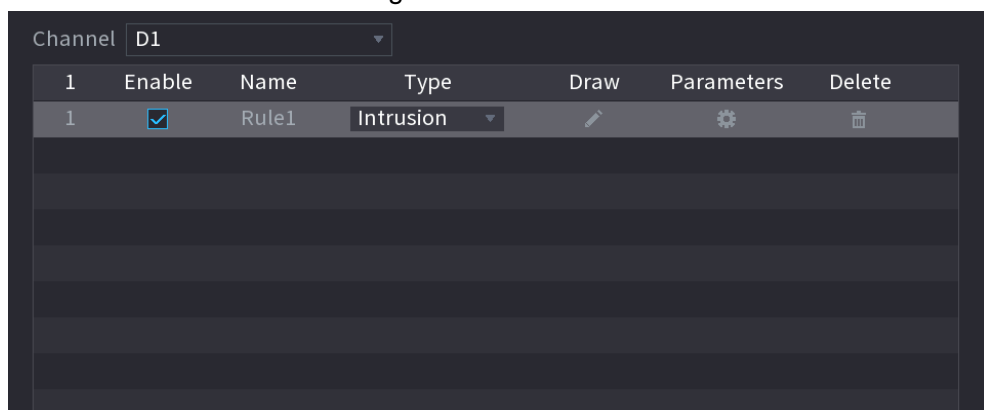 Channel D1
1 Enable Name Type Draw Parameters Delete
1 Rule1 Intrusion